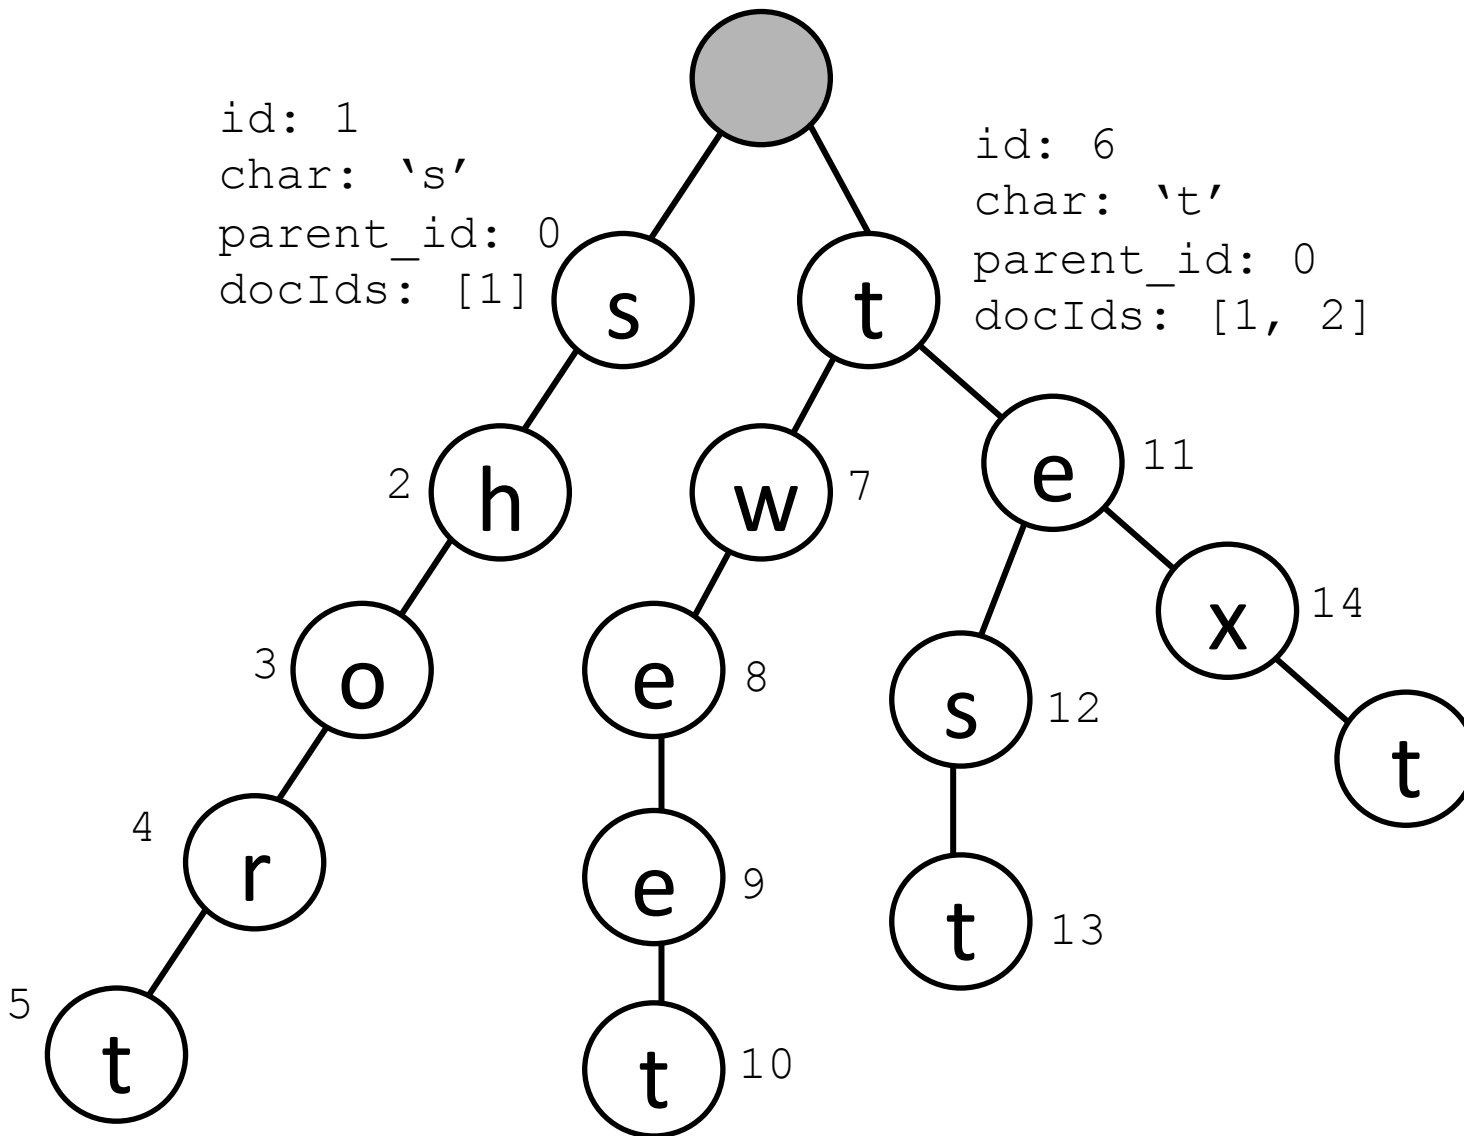 id: 1
char: ‘s’
parent_id: 0
docIds: [1]
id: 6
char: ‘t’
parent_id: 0
docIds: [1, 2]
s
t
2
h
w
7
e
11
3
o
e
8
s
12
x
14
t
4
r
e
9
t
13
5
t
t
10